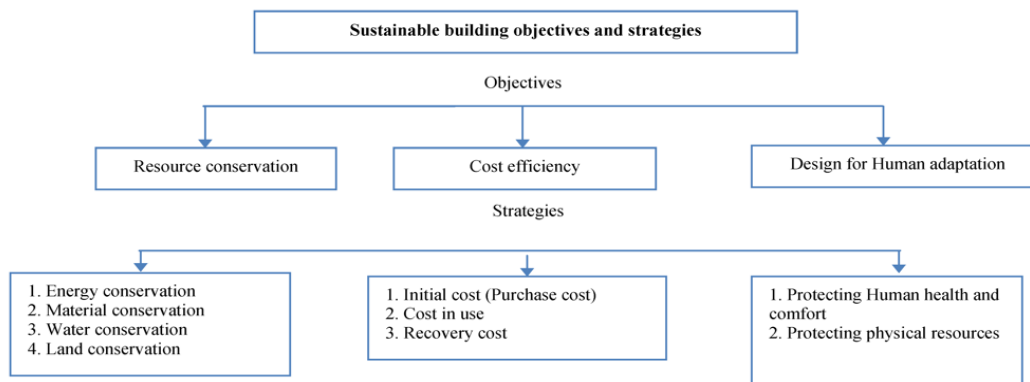 Sustainable building objectives and strategies
Objectives
Resource conservation
Cost efficiency
Design for Human adaptation
Strategies
1. Energy conservation
2. Material conservation
3. Water conservation
4. Land conservation
1. Initial cost (Purchase cost)
2. Cost in use
3. Recovery cost
1. Protecting Human health and
comfort
2. Protecting physical resources